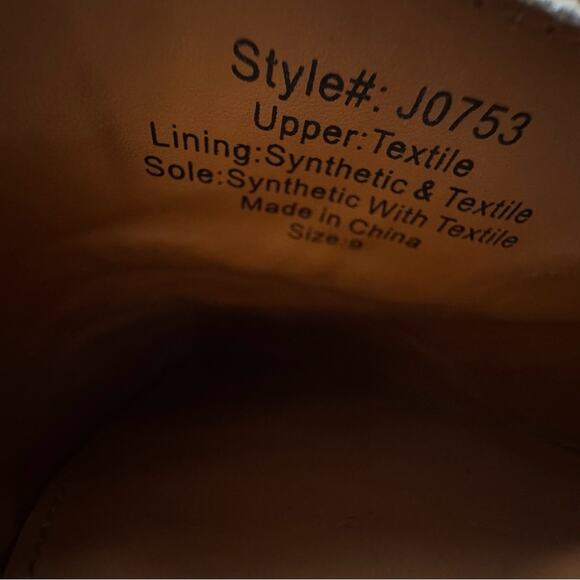 Style#: J0753
Upper:Textile
Lining:Synthetic & Textile
Sole:Synthetic With Textile
Made in China
Size:9